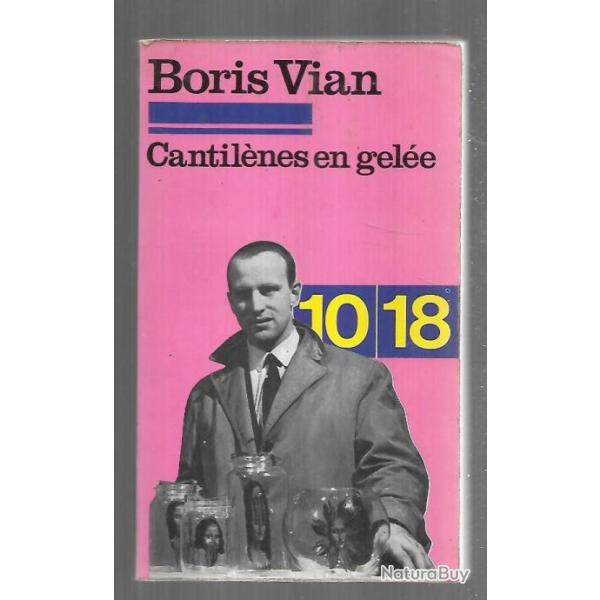 Boris Vian
Cantilènes en gelée
10 18
NaturaBuy